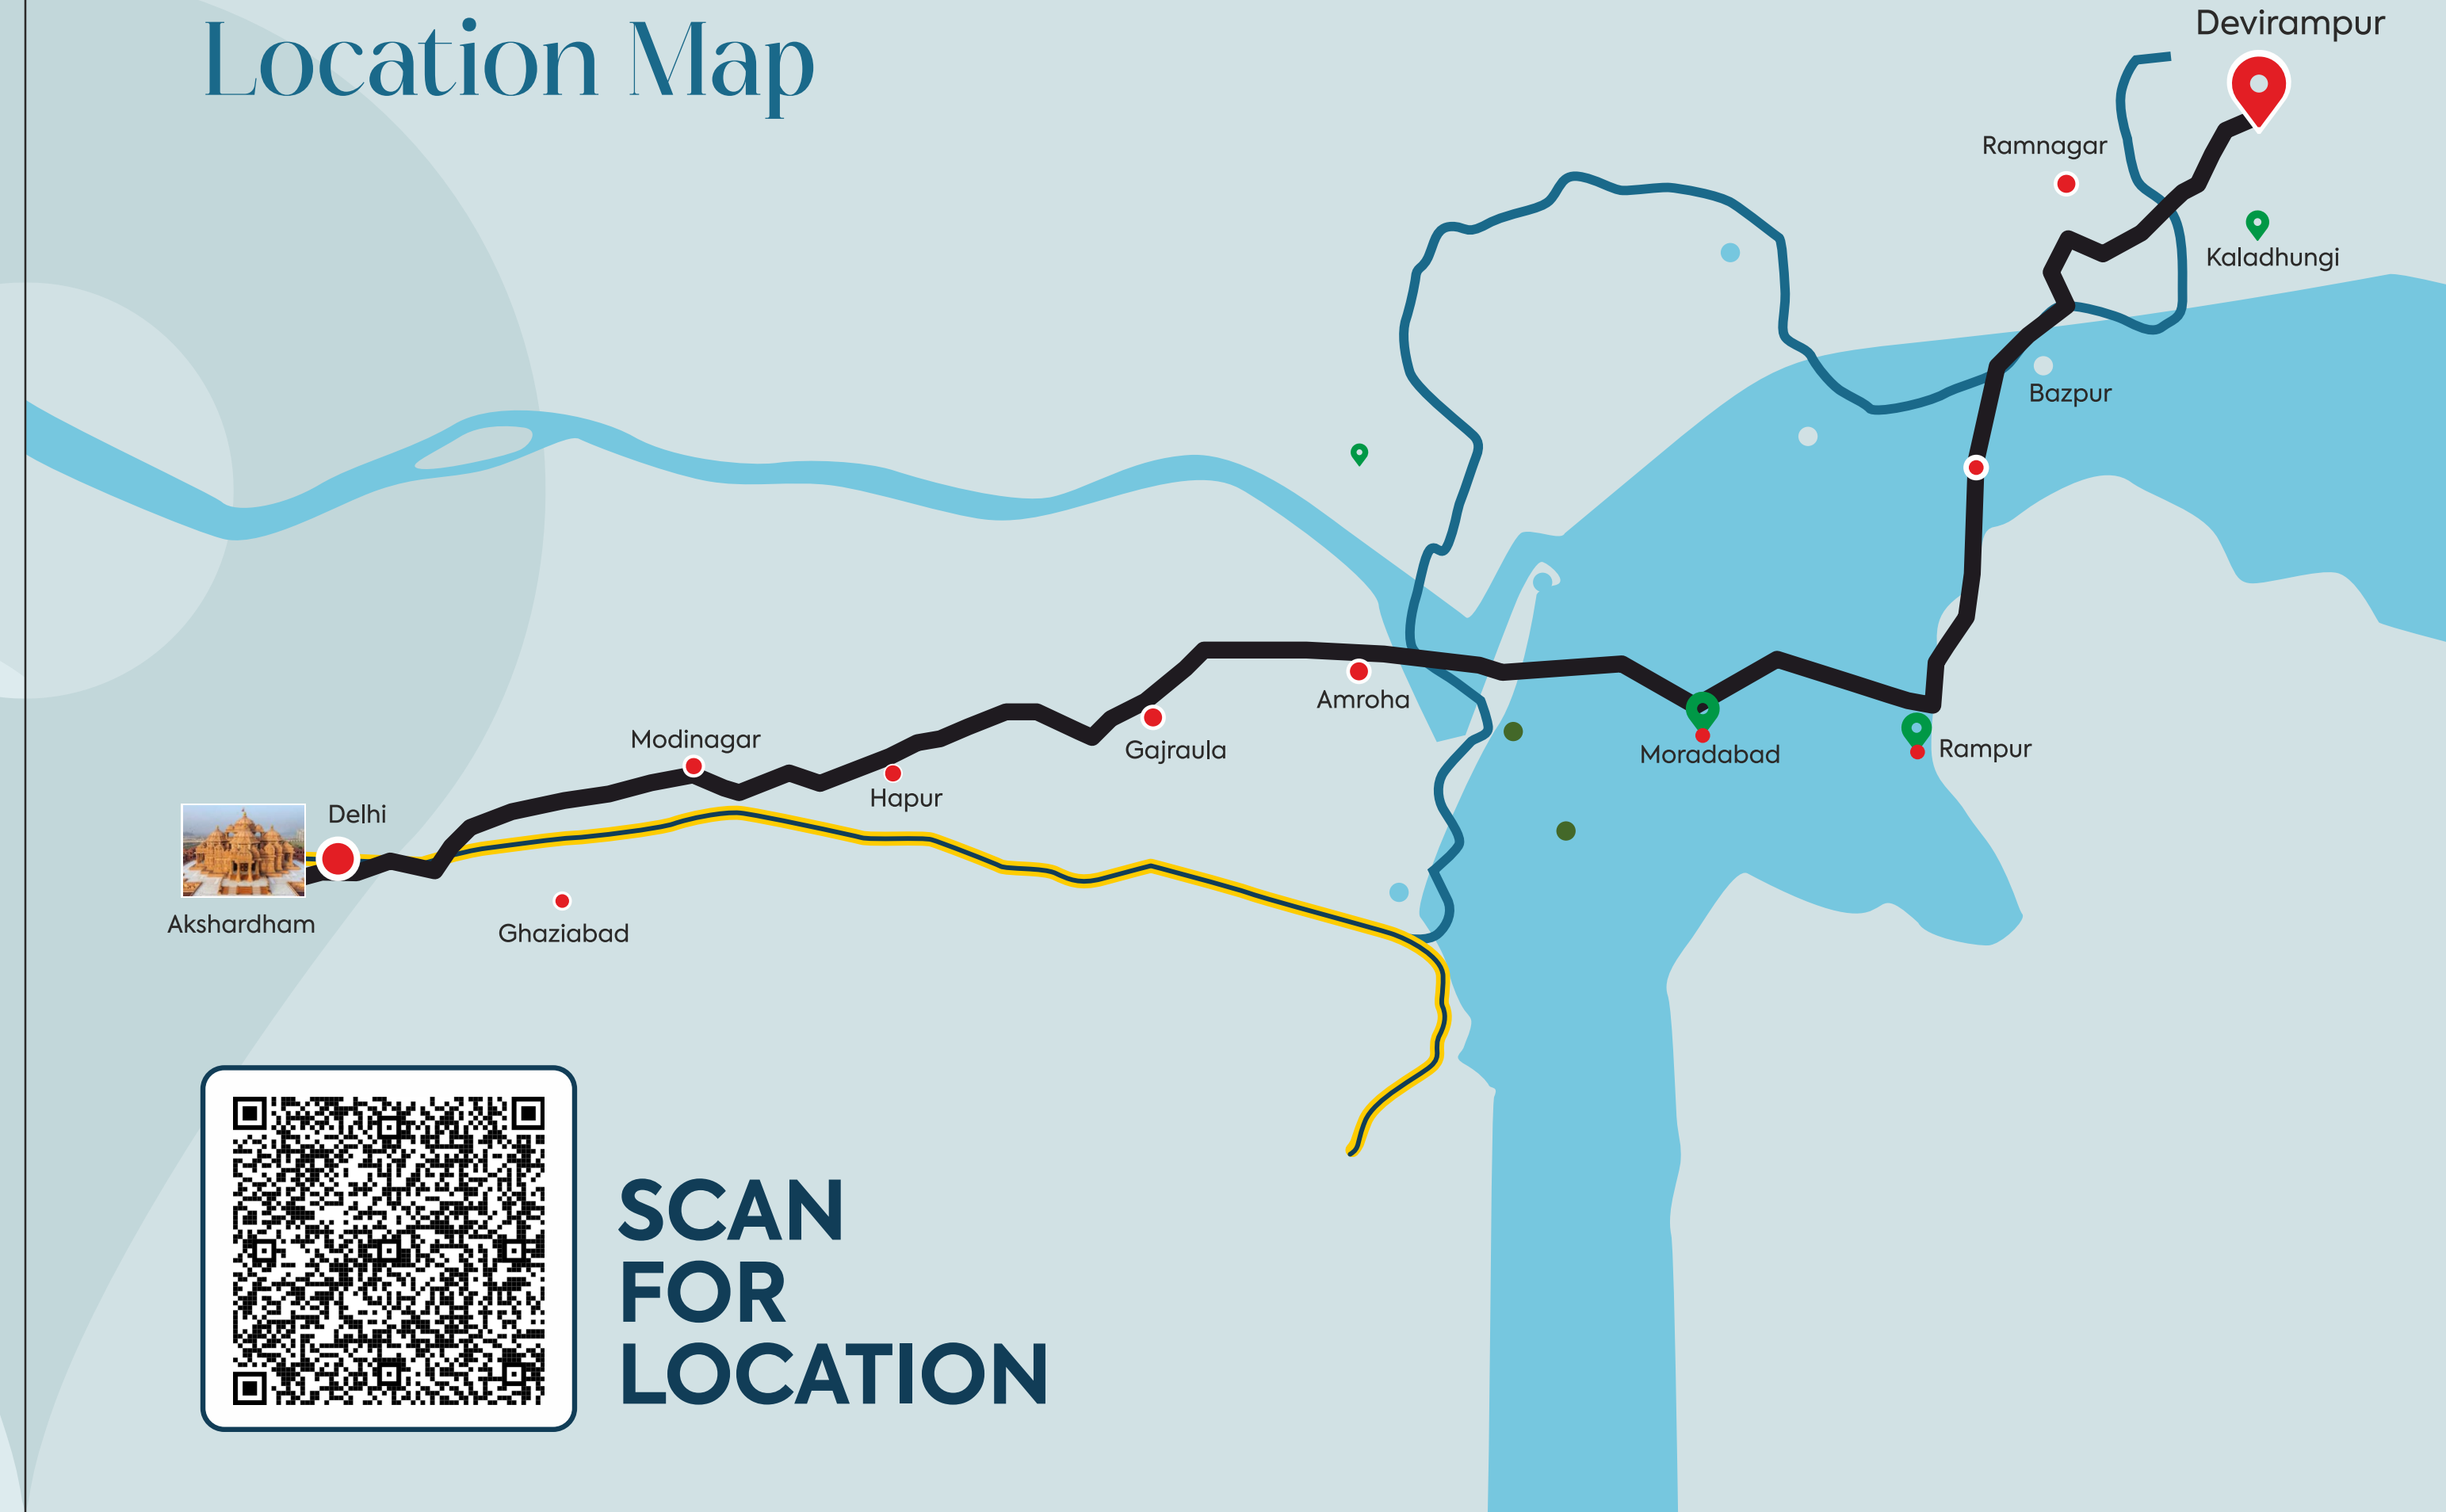 Location Map
Devirampur
Ramnagar
Kaladhungi
Bazpur
Amroha
Modinagar
Gajraula
Moradabad
Rampur
Hapur
Delhi
Akshardham
Ghaziabad
SCAN
FOR
LOCATION